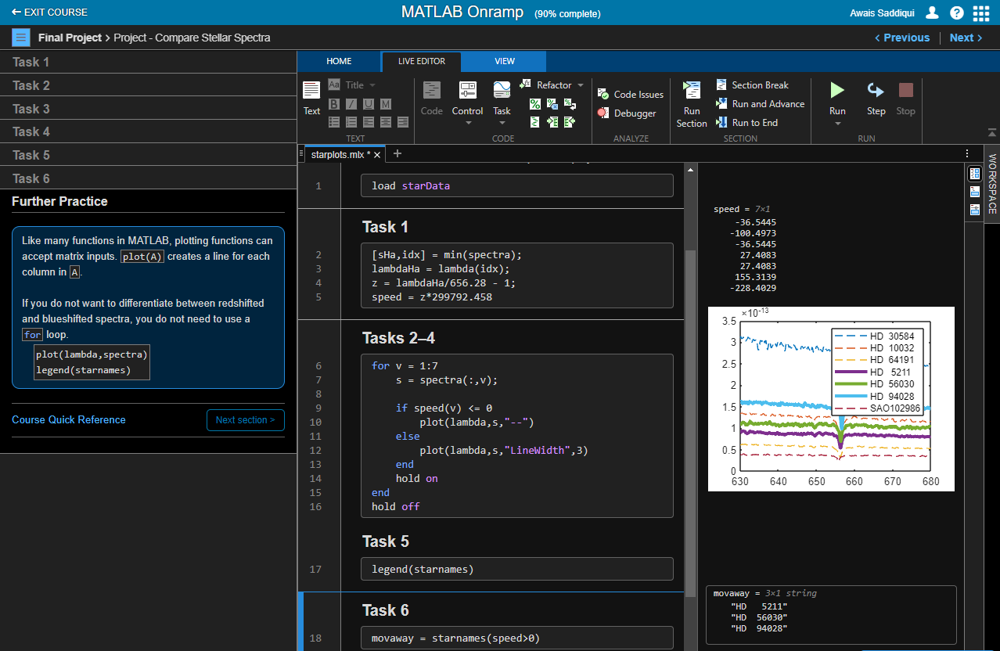 ← EXIT COURSE
MATLAB Onramp (90% complete)
Awais Saddiqui
Final Project > Project - Compare Stellar Spectra
< Previous | Next >
Task 1
Task 2
Task 3
Task 4
Task 5
Task 6
Further Practice
Like many functions in MATLAB, plotting functions can
accept matrix inputs. plot(A) creates a line for each
column in A.
If you do not want to differentiate between redshifted
and blueshifted spectra, you do not need to use a
for loop.
plot(lambda,spectra)
legend(starnames)
Course Quick Reference
Next section >
HOME
LIVE EDITOR
VIEW
Text
Aa Title
B I U M
TEXT
Code
Control
Task
Refactor
CODE
Code Issues
Debugger
ANALYZE
Run
Section
Section Break
Run and Advance
Run to End
SECTION
Run
Step
Stop
RUN
starplots.mlx * × +
WORKSPACE
1 load starData
Task 1
2 [sHa,idx] = min(spectra);
3 lambdaHa = lambda(idx);
4 z = lambdaHa/656.28 - 1;
5 speed = z*299792.458
Tasks 2–4
6 for v = 1:7
7 s = spectra(:,v);
8
9 if speed(v) <= 0
10 plot(lambda,s,"--")
11 else
12 plot(lambda,s,"LineWidth",3)
13 end
14 hold on
15 end
16 hold off
Task 5
17 legend(starnames)
Task 6
18 movaway = starnames(speed>0)
speed = 7×1
-36.5445
-100.4973
-36.5445
27.4083
27.4083
155.3139
-228.4029
×10-13
3.5
3
2.5
2
1.5
1
0.5
0
630 640 650 660 670 680
HD 30584
HD 10032
HD 64191
HD 5211
HD 56030
HD 94028
SAO102986
movaway = 3×1 string
"HD 5211"
"HD 56030"
"HD 94028"